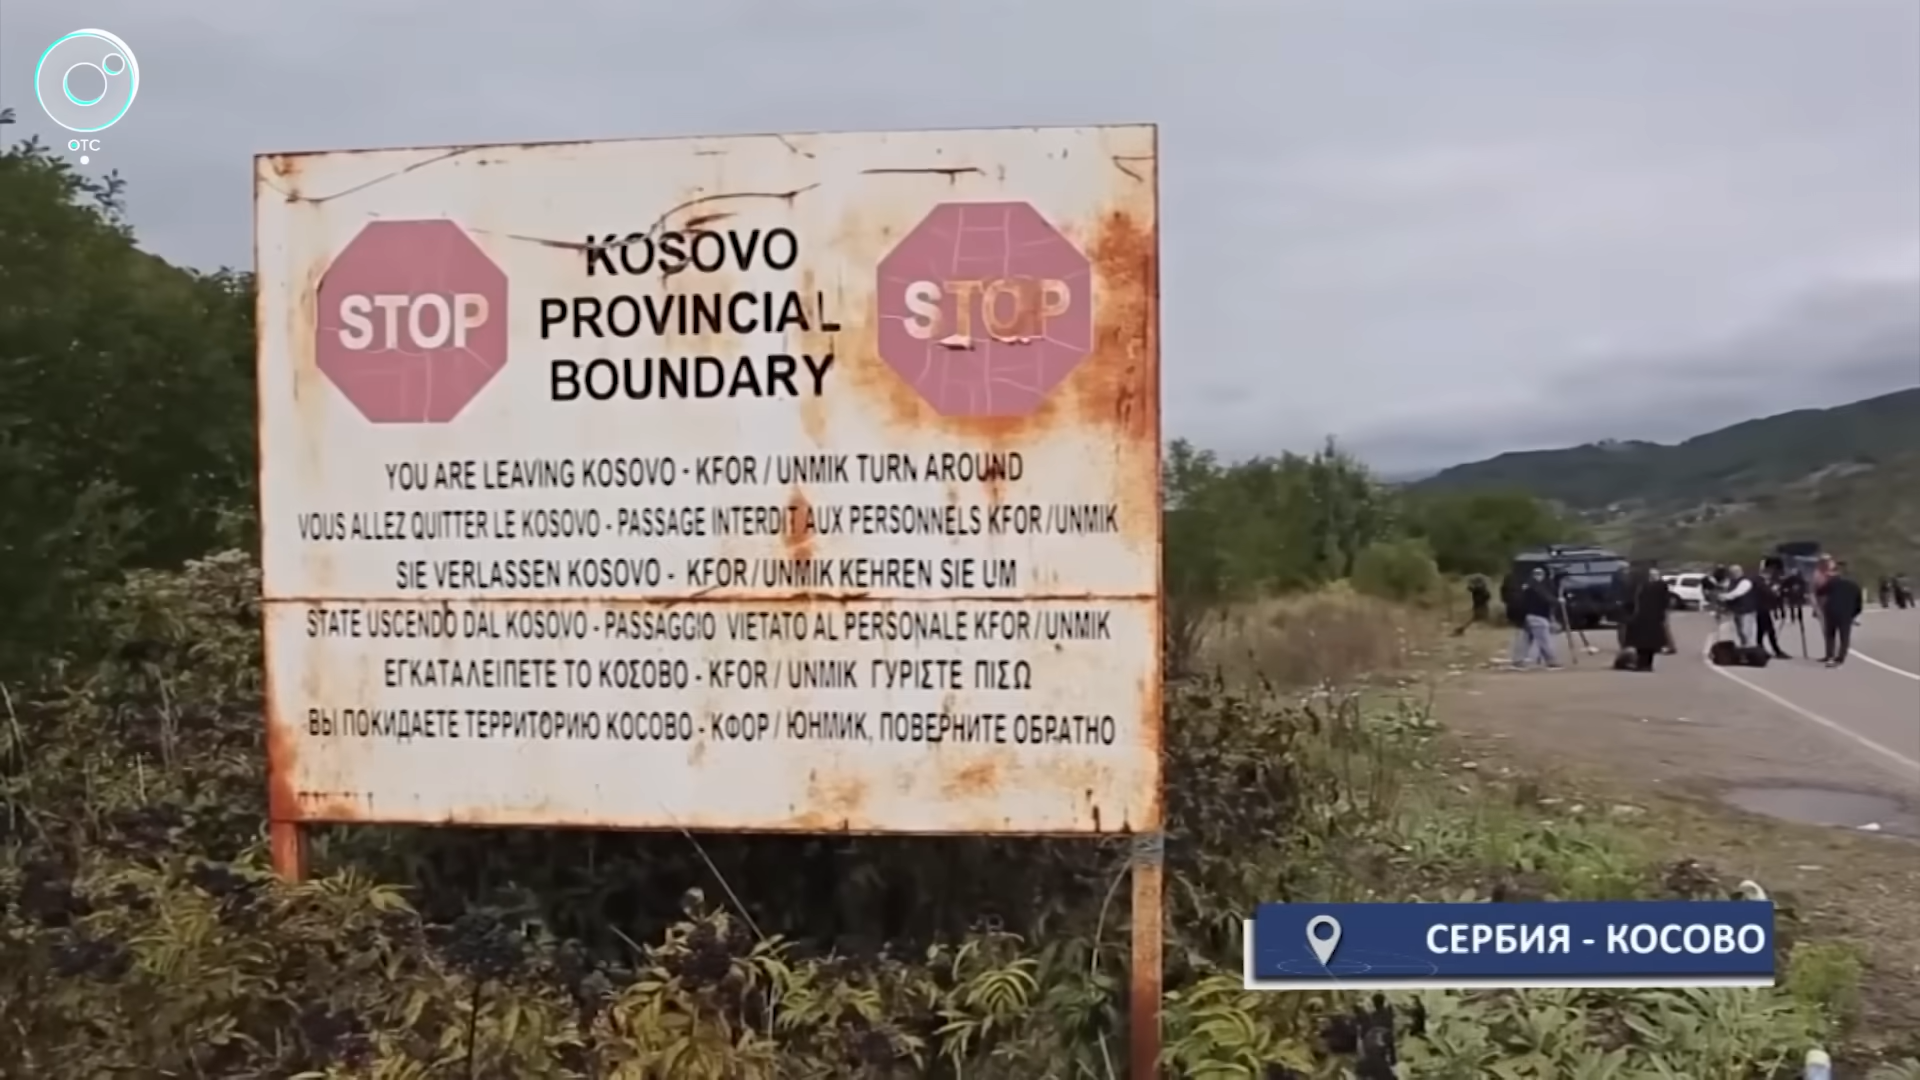 ОТС
STOP
KOSOVO
PROVINCIAL
BOUNDARY
STOP
YOU ARE LEAVING KOSOVO - KFOR / UNMIK TURN AROUND
VOUS ALLEZ QUITTER LE KOSOVO - PASSAGE INTERDIT AUX PERSONNELS KFOR / UNMIK
SIE VERLASSEN KOSOVO - KFOR / UNMIK KEHREN SIE UM
STATE USCENDO DAL KOSOVO - PASSAGGIO VIETATO AL PERSONALE KFOR / UNMIK
ΕΓΚΑΤΑΛΕΙΠΕΤΕ ΤΟ ΚΟΣΟΒΟ - KFOR / UNMIK ΓΥΡΙΣΤΕ ΠΙΣΩ
ВЫ ПОКИДАЕТЕ ТЕРРИТОРИЮ КОСОВО - КФОР / ЮНМИК, ПОВЕРНИТЕ ОБРАТНО
СЕРБИЯ - КОСОВО